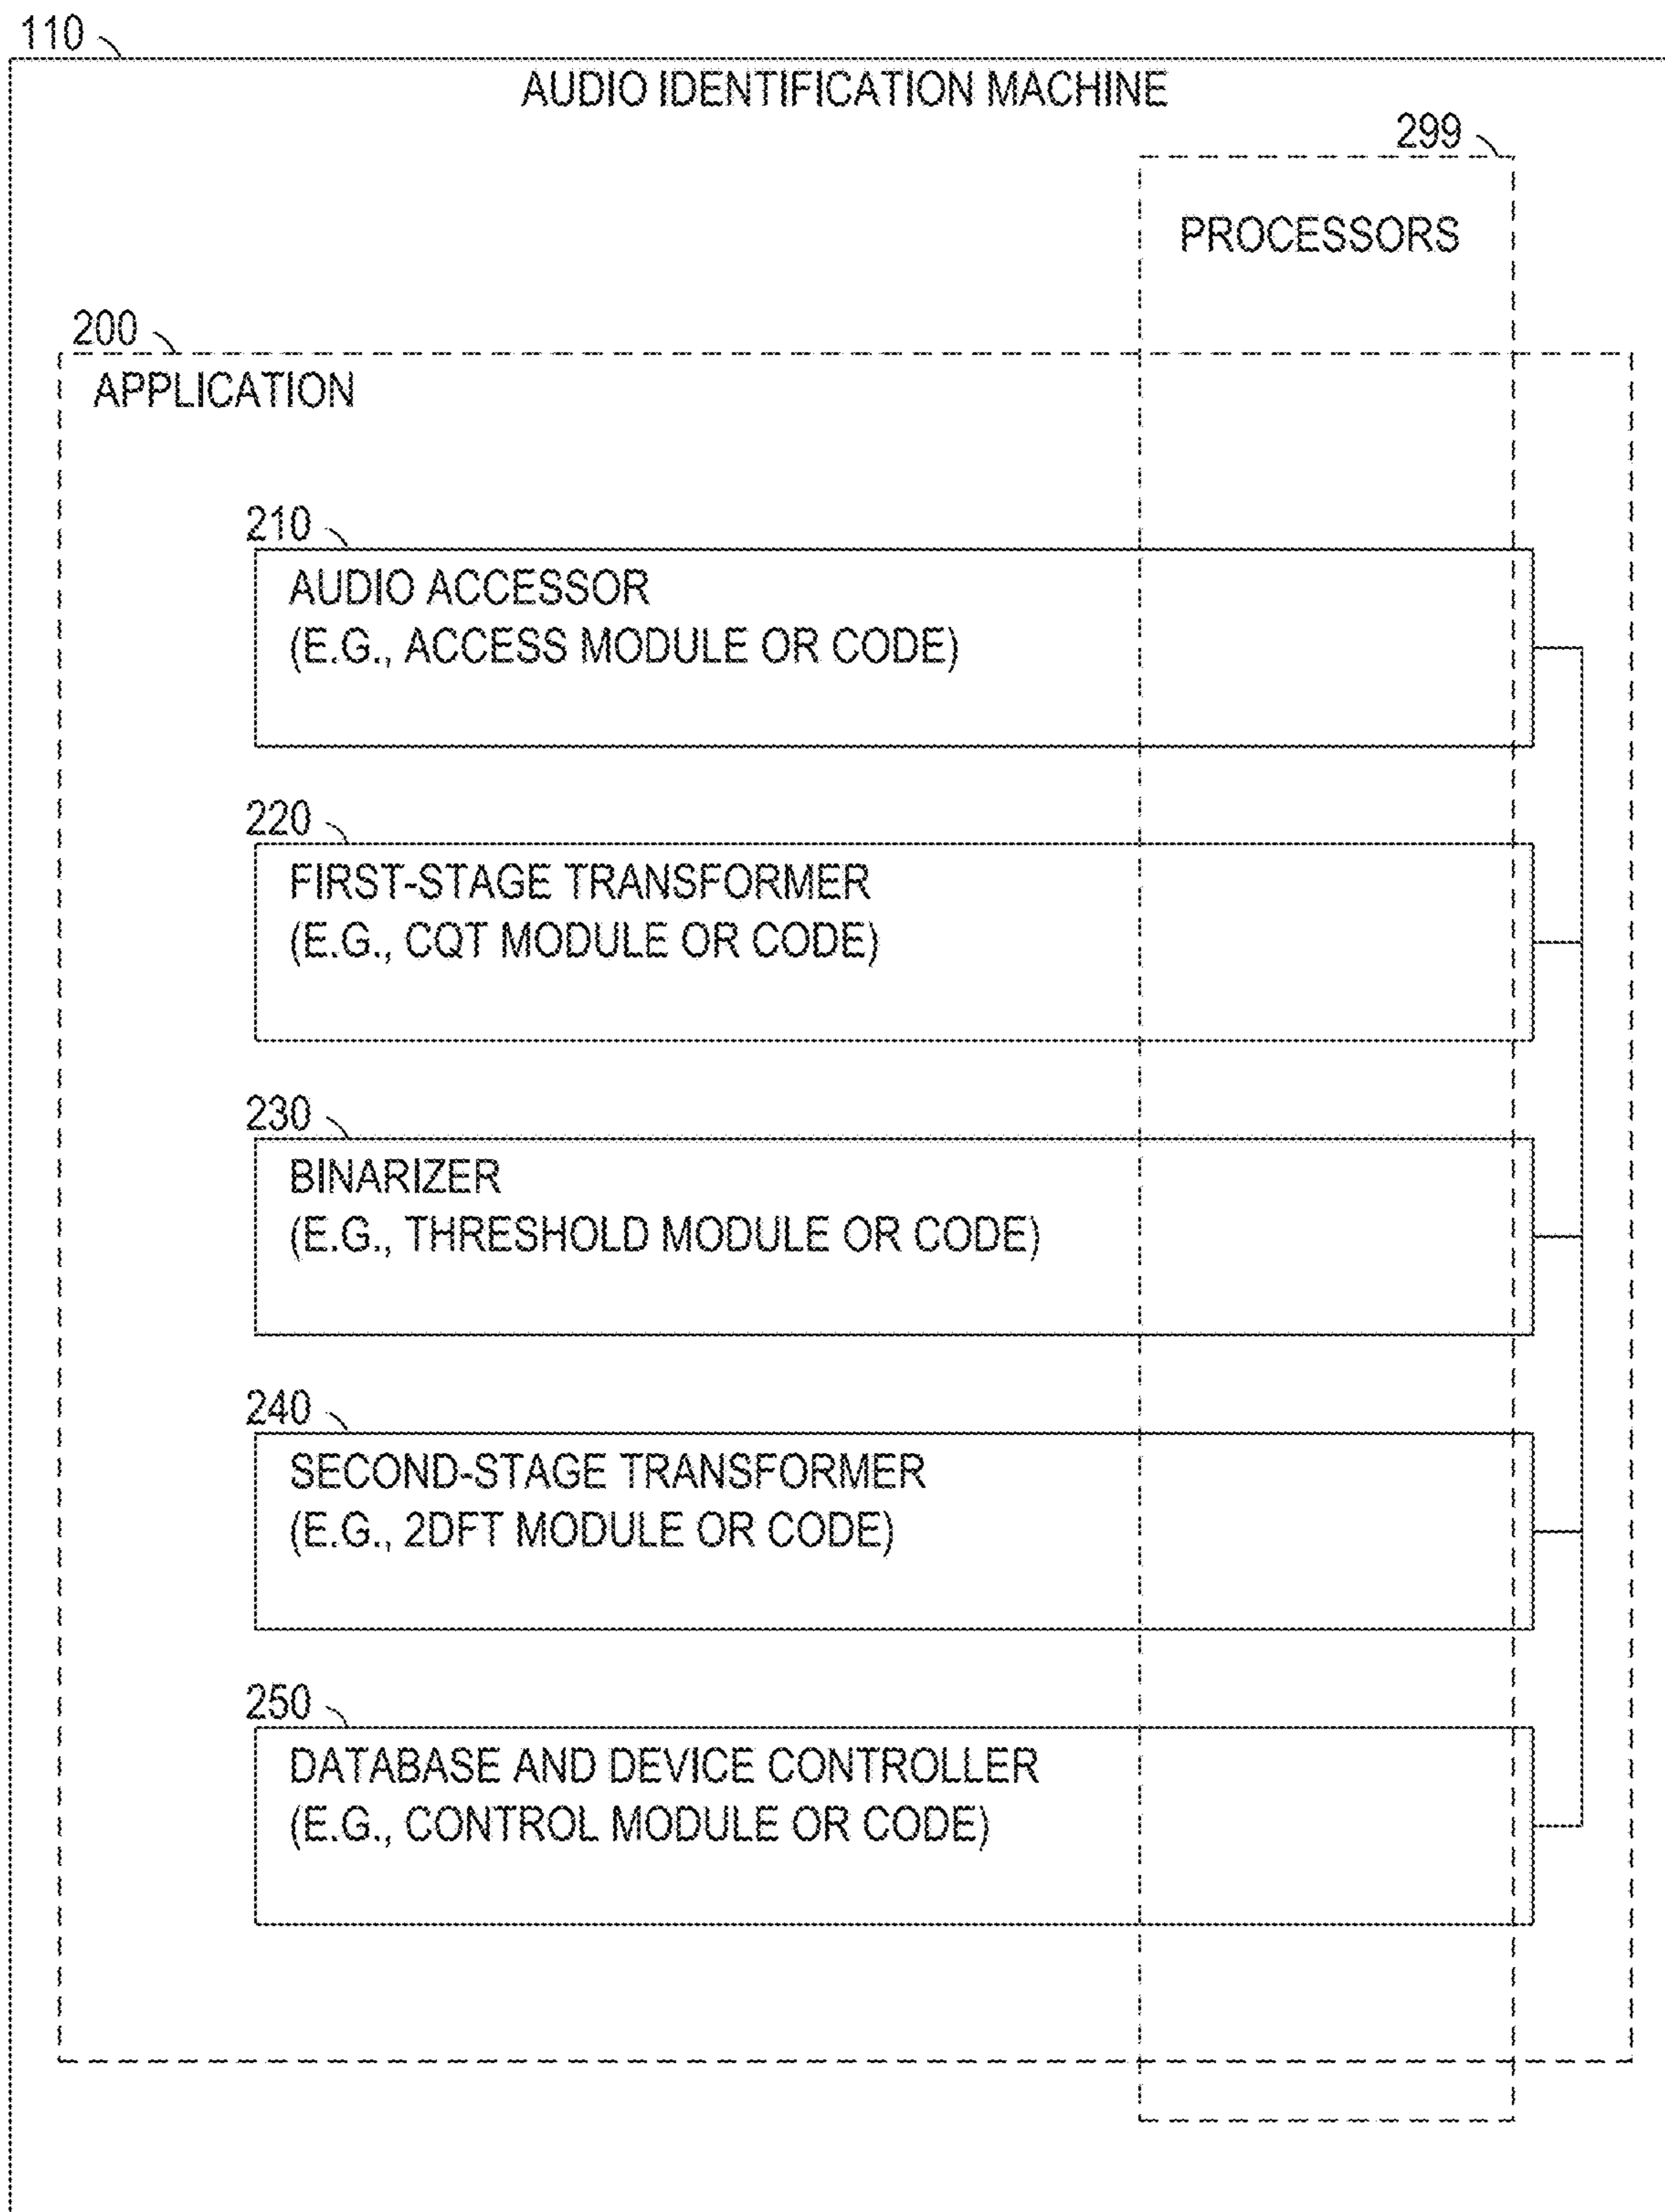 110
AUDIO IDENTIFICATION MACHINE
299
PROCESSORS
200
APPLICATION
210
AUDIO ACCESSOR
(E.G., ACCESS MODULE OR CODE)
220
FIRST-STAGE TRANSFORMER
(E.G., CQT MODULE OR CODE)
230
BINARIZER
(E.G., THRESHOLD MODULE OR CODE)
240
SECOND-STAGE TRANSFORMER
(E.G., 2DFT MODULE OR CODE)
250
DATABASE AND DEVICE CONTROLLER
(E.G., CONTROL MODULE OR CODE)